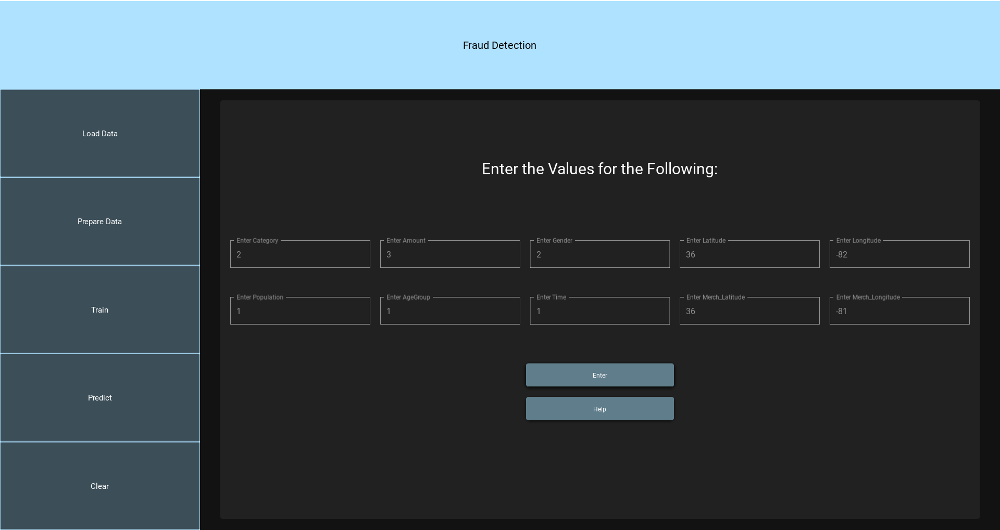 Fraud Detection
Load Data
Prepare Data
Train
Predict
Clear
Enter the Values for the Following:
Enter Category
2
Enter Amount
3
Enter Gender
2
Enter Latitude
36
Enter Longitude
-82
Enter Population
1
Enter AgeGroup
1
Enter Time
1
Enter Merch_Latitude
36
Enter Merch_Longitude
-81
Enter
Help